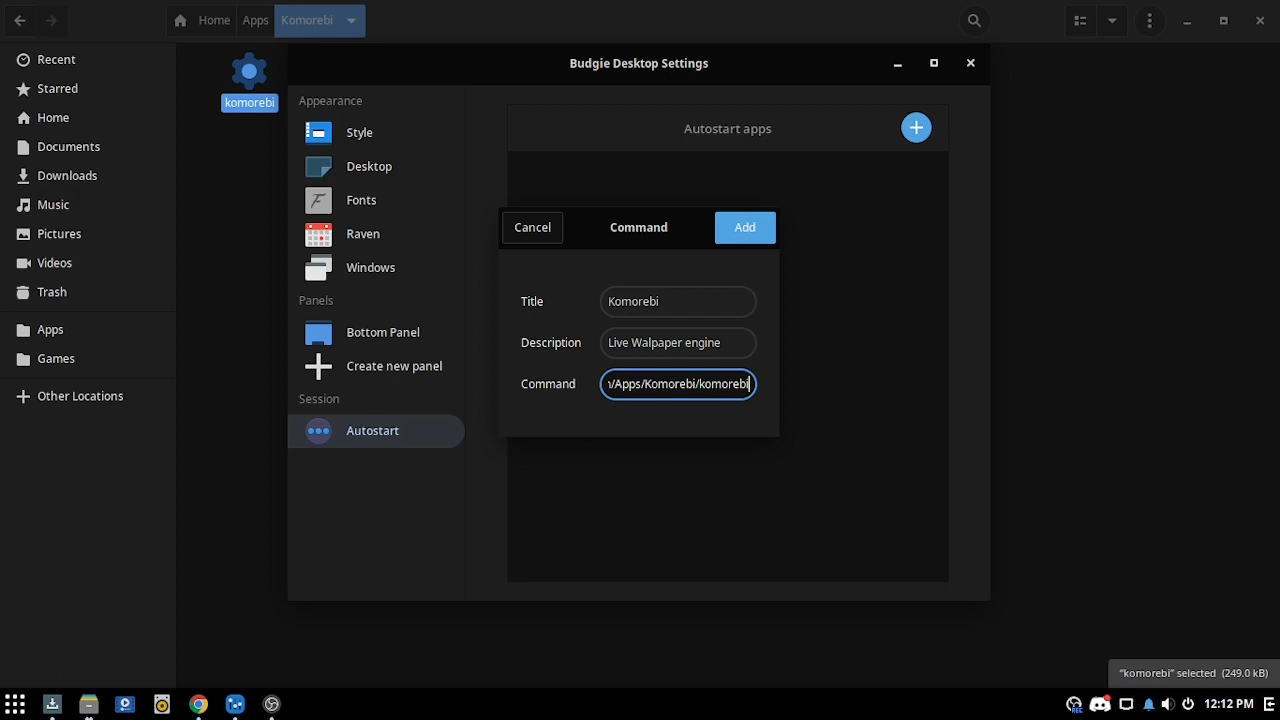 Home
Apps
Komorebi
Recent
Starred
Home
Documents
Downloads
Music
Pictures
Videos
Trash
Apps
Games
Other Locations
komorebi
Budgie Desktop Settings
Appearance
Style
Desktop
Fonts
Raven
Windows
Panels
Bottom Panel
Create new panel
Session
Autostart
Autostart apps
Cancel
Command
Add
Title
Komorebi
Description
Live Walpaper engine
Command
/Apps/Komorebi/komorebi
"komorebi" selected (249.0 kB)
REC
12:12 PM